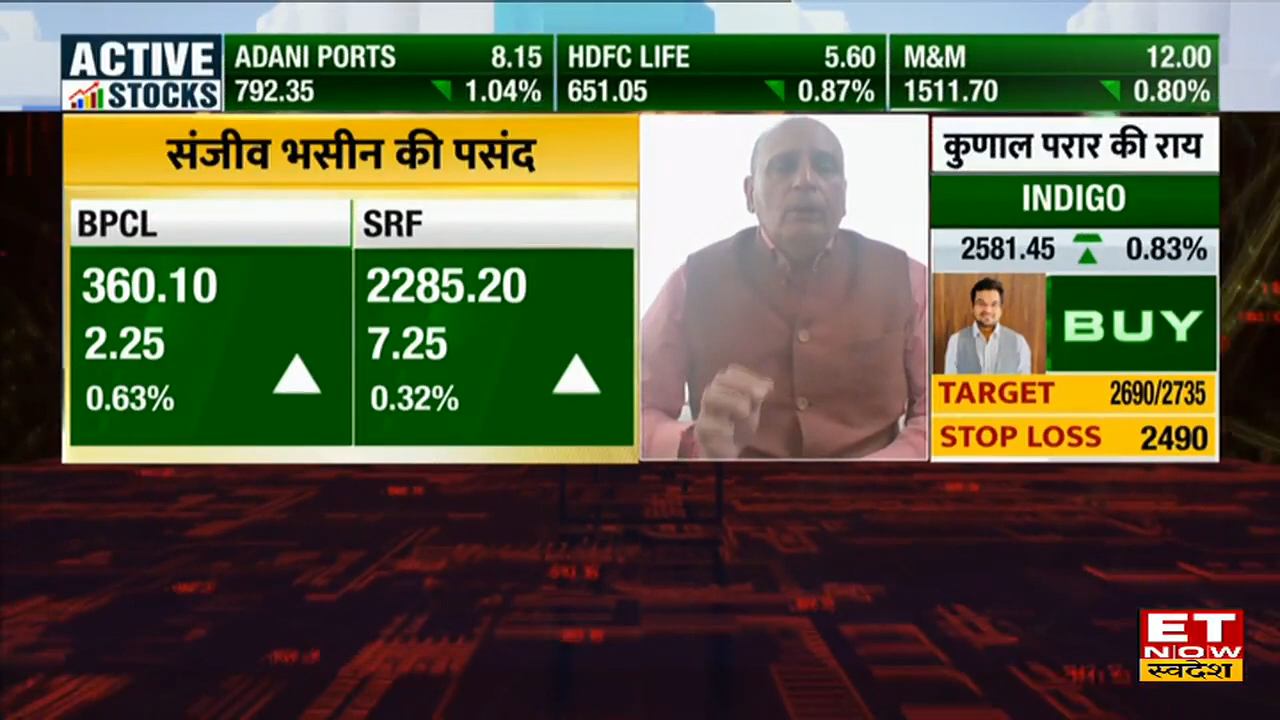 ACTIVE
STOCKS
ADANI PORTS 8.15
792.35 1.04%
HDFC LIFE 5.60
651.05 0.87%
M&M 12.00
1511.70 0.80%
संजीव भसीन की पसंद
BPCL
360.10
2.25
0.63%
SRF
2285.20
7.25
0.32%
कुणाल परार की राय
INDIGO
2581.45 0.83%
BUY
TARGET 2690/2735
STOP LOSS 2490
ET
NOW
स्वदेश